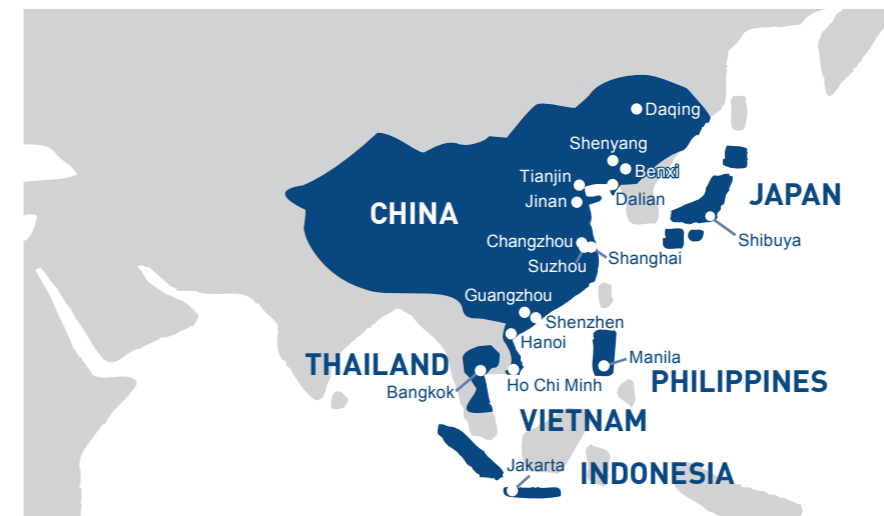 Daqing
Shenyang
Benxi
Tianjin
Dalian
Jinan
JAPAN
CHINA
Shibuya
Changzhou
Shanghai
Suzhou
Guangzhou
Shenzhen
Hanoi
Manila
THAILAND
PHILIPPINES
Bangkok
Ho Chi Minh
VIETNAM
Jakarta
INDONESIA